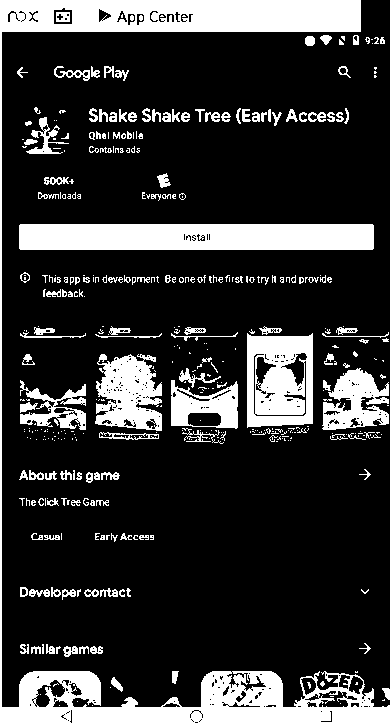 nox App Center
9:26
Google Play
Shake Shake Tree (Early Access)
Qhel Mobile
Contains ads
500K+
Downloads
E
Everyone
Install
This app is in development. Be one of the first to try it and provide
feedback.
About this game
The Click Tree Game
Casual
Early Access
Developer contact
Similar games
DOZER